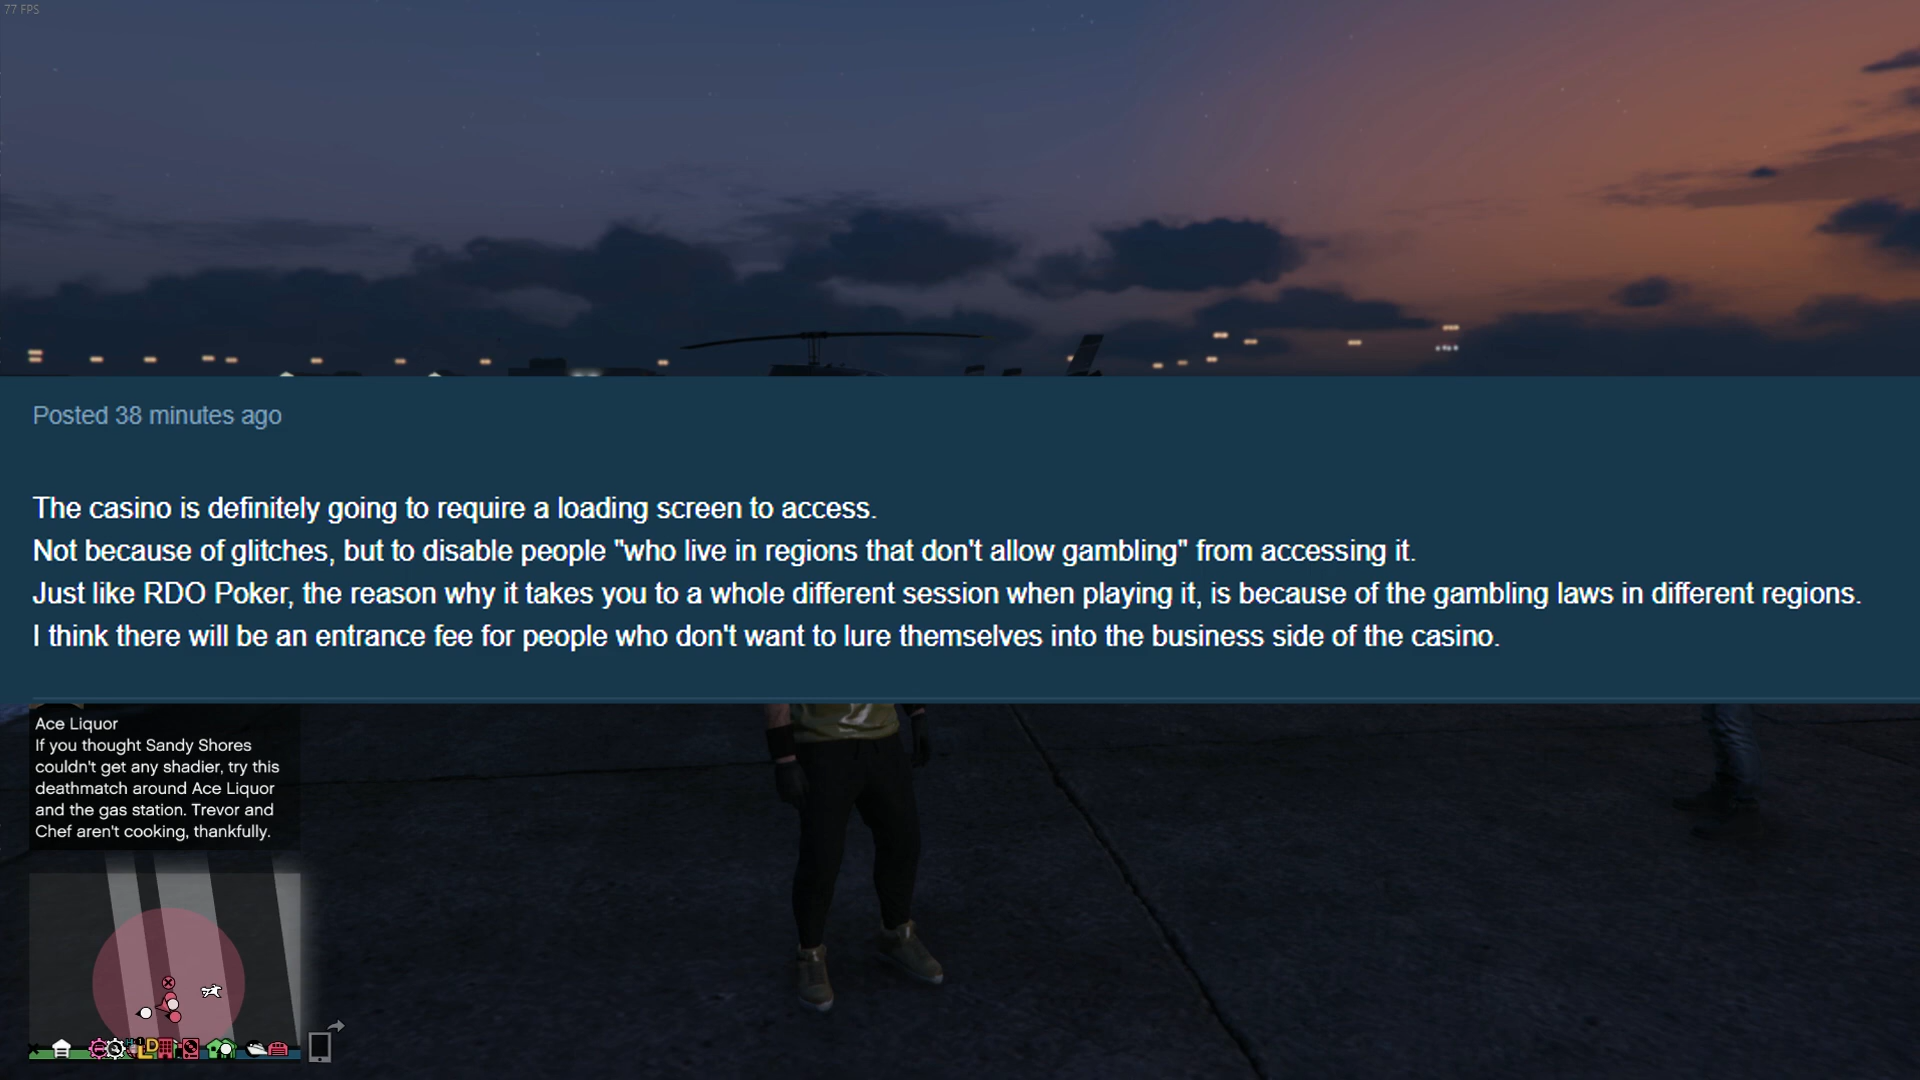 77 FPS
Posted 38 minutes ago
The casino is definitely going to require a loading screen to access.
Not because of glitches, but to disable people "who live in regions that don't allow gambling" from accessing it.
Just like RDO Poker, the reason why it takes you to a whole different session when playing it, is because of the gambling laws in different regions.
I think there will be an entrance fee for people who don't want to lure themselves into the business side of the casino.
Ace Liquor
If you thought Sandy Shores
couldn't get any shadier, try this
deathmatch around Ace Liquor
and the gas station. Trevor and
Chef aren't cooking, thankfully.